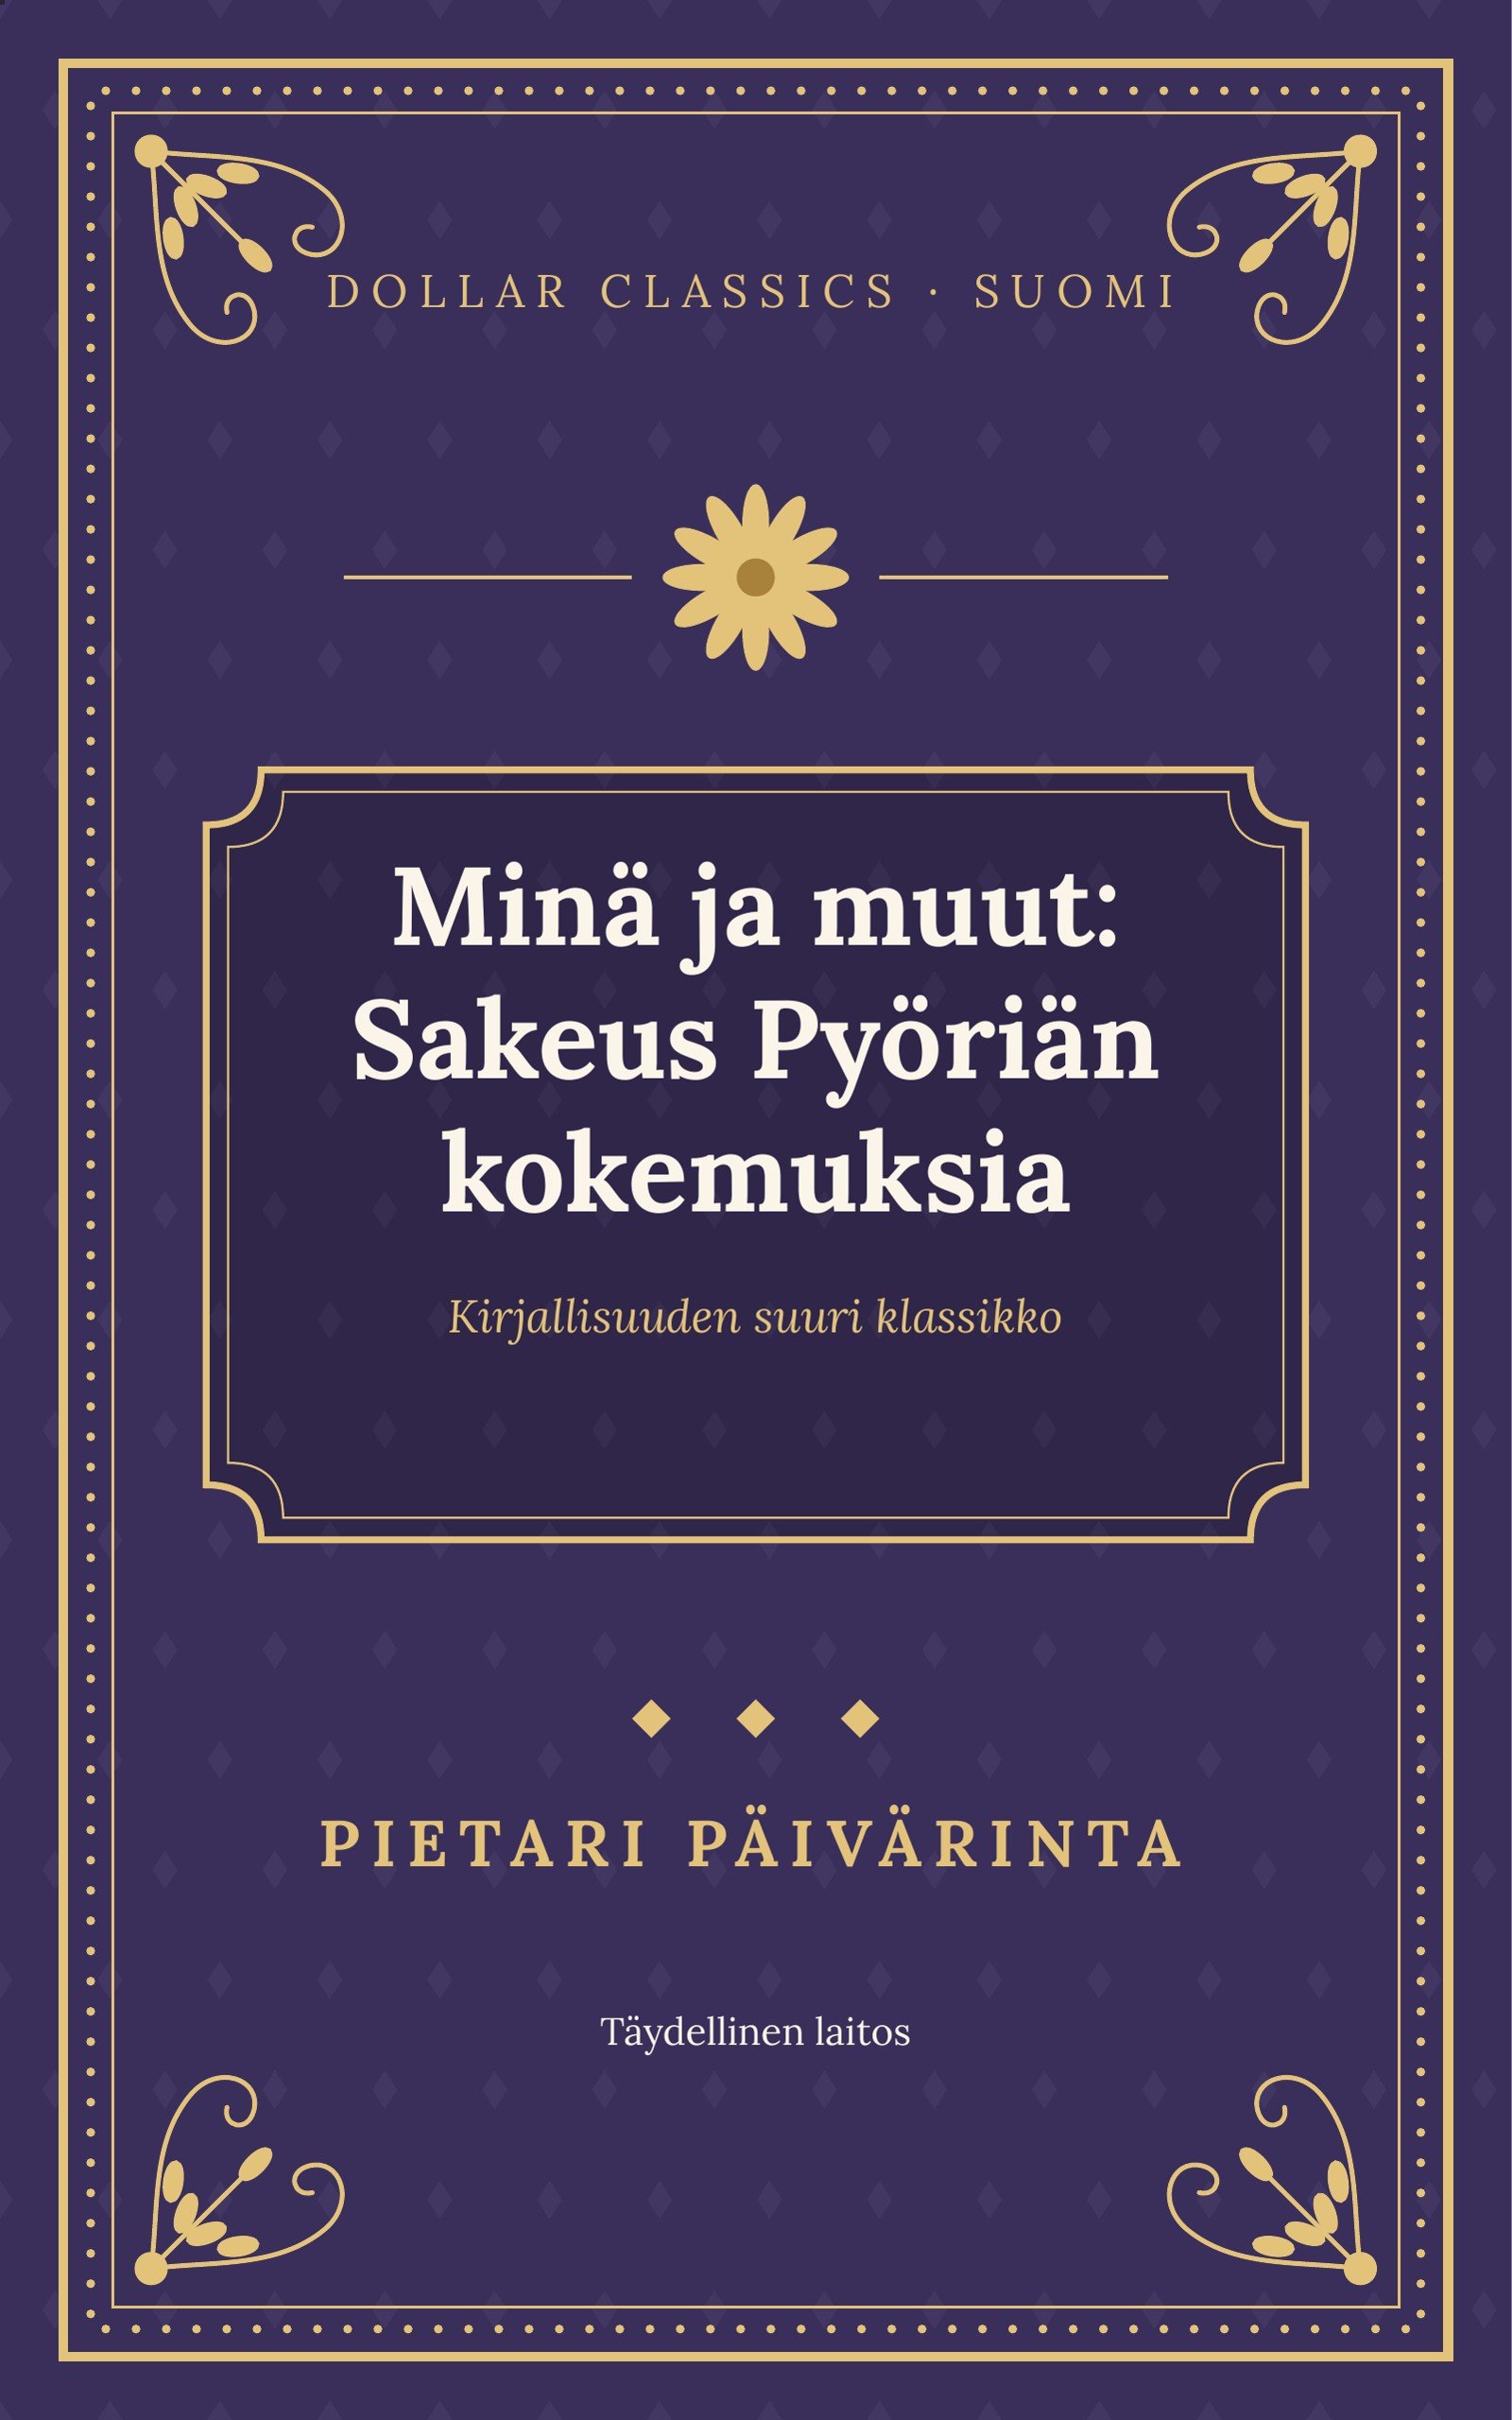 DOLLAR CLASSICS · SUOMI
Minä ja muut:
Sakeus Pyöriän
kokemuksia
Kirjallisuuden suuri klassikko
PIETARI PÄIVÄRINTA
Täydellinen laitos